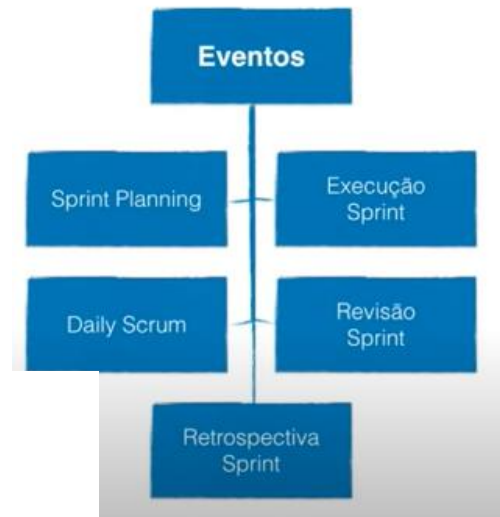 Eventos
Sprint Planning
Execução
Sprint
Daily Scrum
Revisão
Sprint
Retrospectiva
Sprint